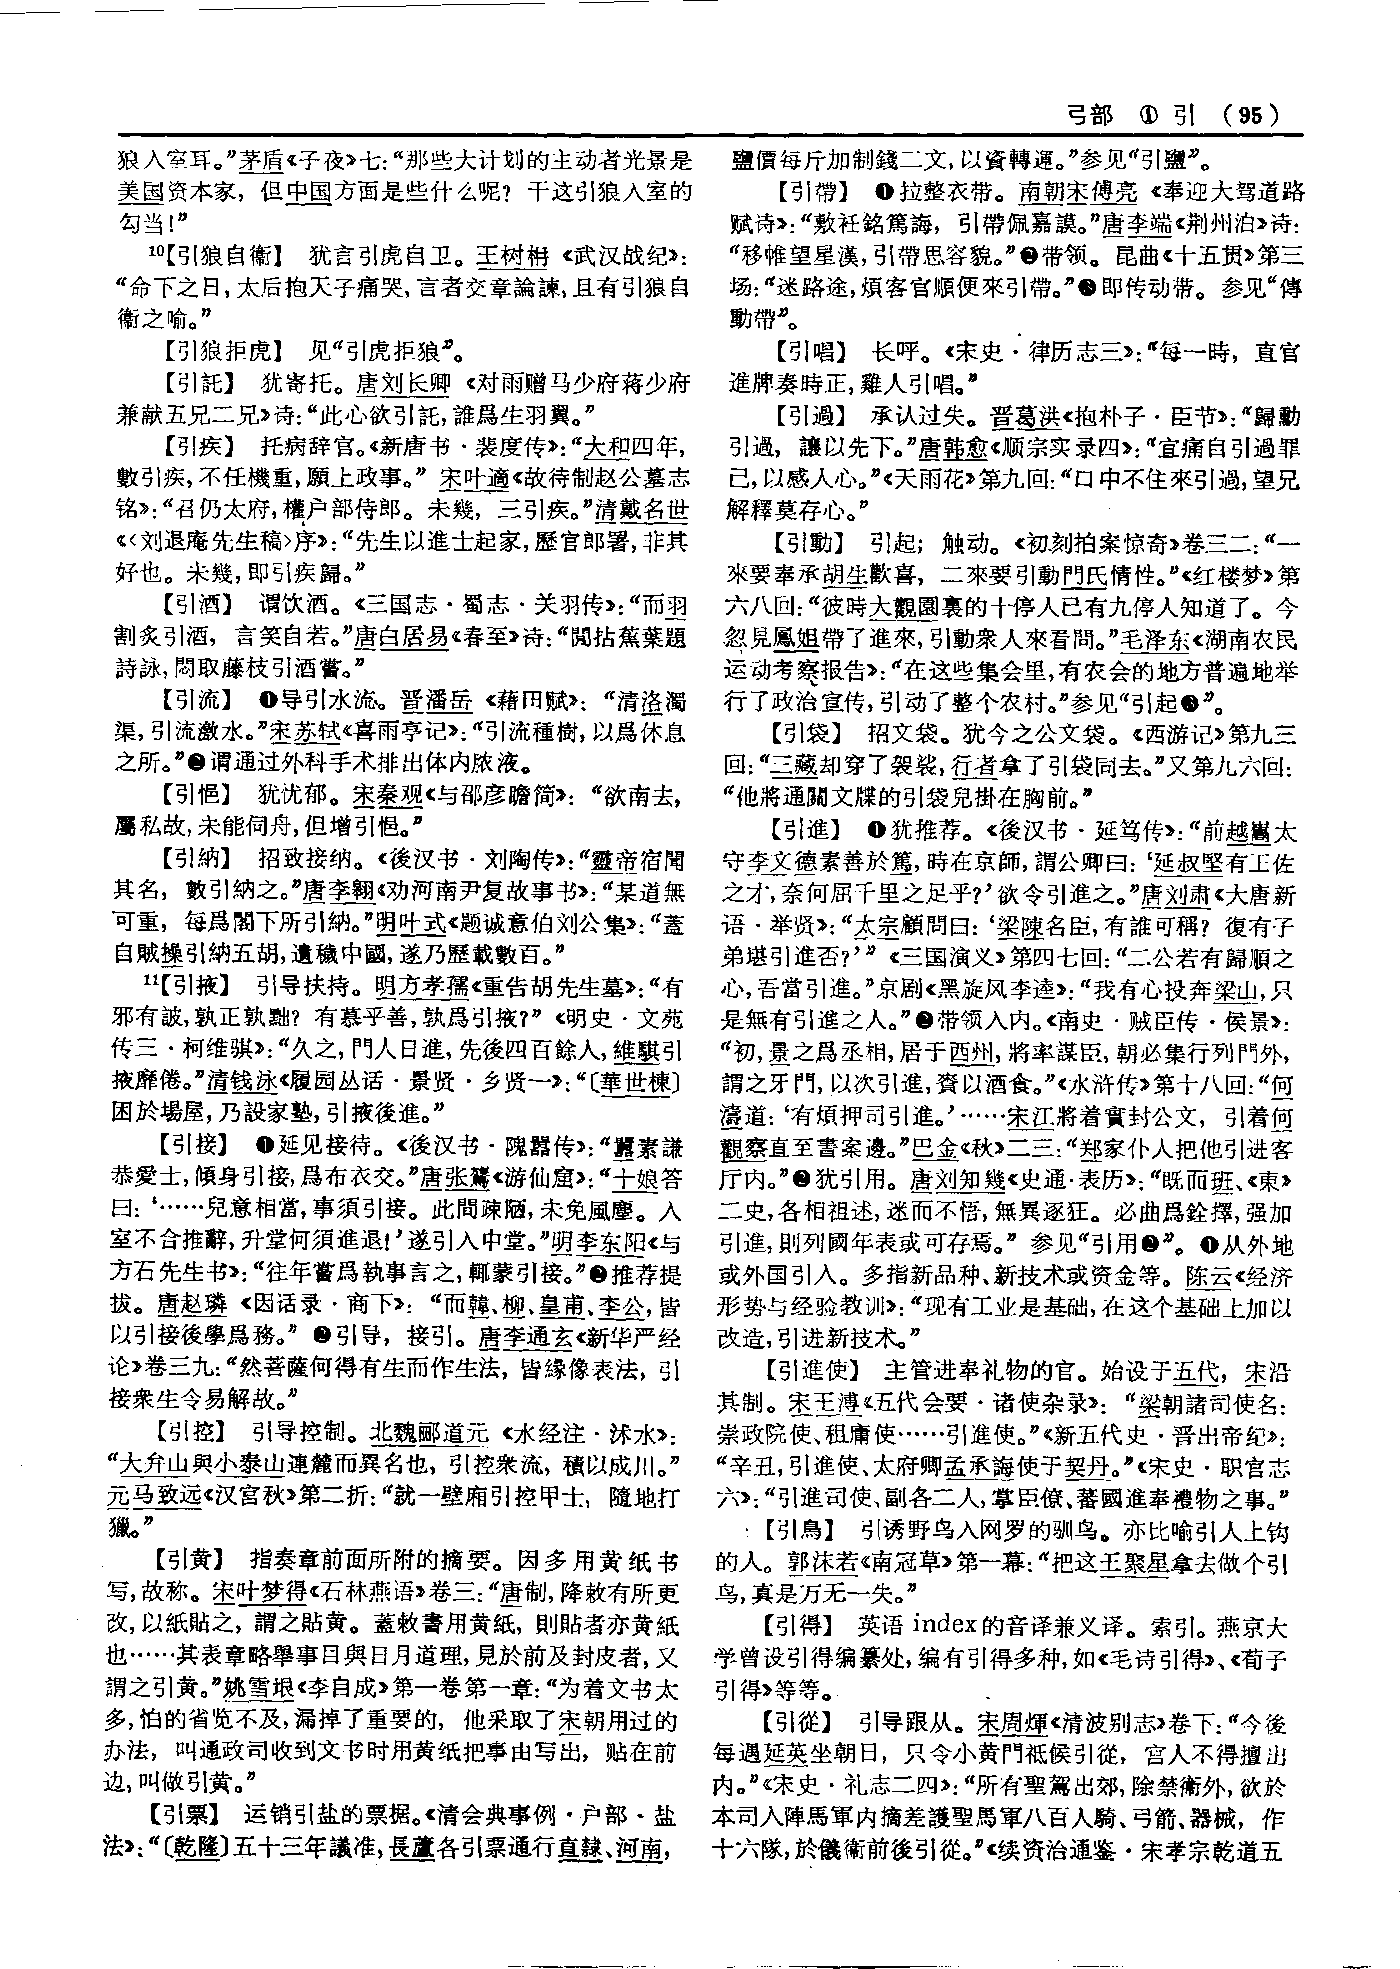 弓部　①　引　（95）
狼入室耳。”茅盾《子夜》七：“那些大计划的主动者光景是
美国资本家，但中国方面是些什么呢？干这引狼入室的
勾当！”
¹⁰【引狼自衞】　犹言引虎自卫。王树枏《武汉战纪》：
“命下之日，太后抱天子痛哭，言者交章論諫，且有引狼自
衞之喻。”
【引狼拒虎】　见“引虎拒狼”。
【引託】　犹寄托。唐刘长卿《对雨赠马少府蒋少府
兼献五兄二兄》诗：“此心欲引託，誰爲生羽翼。”
【引疾】　托病辞官。《新唐书·裴度传》：“大和四年，
數引疾，不任機重，願上政事。”宋叶適《故待制赵公墓志
铭》：“召仍太府，權户部侍郎。未幾，三引疾。”清戴名世
《〈刘退庵先生稿〉序》：“先生以進士起家，歷官郎署，非其
好也。未幾，即引疾歸。”
【引酒】　谓饮酒。《三国志·蜀志·关羽传》：“而羽
割炙引酒，言笑自若。”唐白居易《春至》诗：“閑拈蕉葉題
詩詠，悶取藤枝引酒嘗。”
【引流】　❶导引水流。晋潘岳《藉田赋》：“清洛濁
渠，引流激水。”宋苏轼《喜雨亭记》：“引流種樹，以爲休息
之所。”❷谓通过外科手术排出体内脓液。
【引悒】　犹忧郁。宋秦观《与邵彦瞻简》：“欲南去，
屬私故，未能伺舟，但增引悒。”
【引納】　招致接纳。《後汉书·刘陶传》：“靈帝宿聞
其名，數引納之。”唐李翱《劝河南尹复故事书》：“某道無
可重，每爲閣下所引納。”明叶式《题诚意伯刘公集》：“蓋
自賊操引納五胡，遺穢中國，遂乃歷載數百。”
¹¹【引掖】　引导扶持。明方孝孺《重告胡先生墓》：“有
邪有詖，孰正孰黜？有慕乎善，孰爲引掖？”《明史·文苑
传三·柯维骐》：“久之，門人日進，先後四百餘人，維騏引
掖靡倦。”清钱泳《履园丛话·景贤·乡贤一》：“〔華世棟〕
困於場屋，乃設家塾，引掖後進。”
【引接】　❶延见接待。《後汉书·隗嚣传》：“囂素謙
恭愛士，傾身引接，爲布衣交。”唐张鷟《游仙窟》：“十娘答
曰：‘……兒意相當，事須引接。此間疎陋，未免風塵。入
室不合推辭，升堂何須進退！’遂引入中堂。”明李东阳《与
方石先生书》：“往年嘗爲執事言之，輒蒙引接。”❷推荐提
拔。唐赵璘《因话录·商下》：“而韓、柳、皇甫、李公，皆
以引接後學爲務。”❷引导，接引。唐李通玄《新华严经
论》卷三九：“然菩薩何得有生而作生法，皆緣像表法，引
接衆生令易解故。”
【引控】　引导控制。北魏郦道元《水经注·沭水》：
“大弁山與小泰山連麓而異名也，引控衆流，積以成川。”
元马致远《汉宫秋》第二折：“就一壁廂引控甲士，隨地打
獵。”
【引黄】　指奏章前面所附的摘要。因多用黄纸书
写，故称。宋叶梦得《石林燕语》卷三：“唐制，降敕有所更
改，以紙貼之，謂之貼黄。蓋敕書用黄紙，則貼者亦黄紙
也……其表章略舉事目與日月道理，見於前及封皮者，又
謂之引黄。”姚雪垠《李自成》第一卷第一章：“为着文书太
多，怕的省览不及，漏掉了重要的，他采取了宋朝用过的
办法，叫通政司收到文书时用黄纸把事由写出，贴在前
边，叫做引黄。”
【引票】　运销引盐的票据。《清会典事例·户部·盐
法》：“〔乾隆〕五十三年議准，長蘆各引票通行直隸、河南，
鹽價每斤加制錢二文，以資轉運。”参见“引鹽”。
【引帶】　❶拉整衣带。南朝宋傅亮《奉迎大驾道路
赋诗》：“敷衽銘篤誨，引帶佩嘉謨。”唐李端《荆州泊》诗：
“移帷望星漢，引帶思容貌。”❷带领。昆曲《十五贯》第三
场：“迷路途，煩客官順便來引帶。”❸即传动带。参见“傳
動帶”。
【引唱】　长呼。《宋史·律历志三》：“每一時，直官
進牌奏時正，雞人引唱。”
【引過】　承认过失。晋葛洪《抱朴子·臣节》：“歸勳
引過，讓以先下。”唐韩愈《顺宗实录四》：“宜痛自引過罪
己，以感人心。”《天雨花》第九回：“口中不住來引過，望兄
解釋莫存心。”
【引動】　引起；触动。《初刻拍案惊奇》卷三二：“一
來要奉承胡生歡喜，二來要引動門氏情性。”《红楼梦》第
六八回：“彼時大觀園裏的十停人已有九停人知道了。今
忽見鳳姐帶了進來，引動衆人來看問。”毛泽东《湖南农民
运动考察报告》：“在这些集会里，有农会的地方普遍地举
行了政治宣传，引动了整个农村。”参见“引起❸”。
【引袋】　招文袋。犹今之公文袋。《西游记》第九三
回：“三藏却穿了袈裟，行者拿了引袋同去。”又第九六回：
“他將通關文牒的引袋兒掛在胸前。”
【引進】　❶犹推荐。《後汉书·延笃传》：“前越巂太
守李文德素善於篤，時在京師，謂公卿曰：‘延叔堅有王佐
之才，奈何屈千里之足乎？’欲令引進之。”唐刘肃《大唐新
语·举贤》：“太宗顧問曰：‘梁陳名臣，有誰可稱？復有子
弟堪引進否？’”《三国演义》第四七回：“二公若有歸順之
心，吾當引進。”京剧《黑旋风李逵》：“我有心投奔梁山，只
是無有引進之人。”❷带领入内。《南史·贼臣传·侯景》：
“初，景之爲丞相，居于西州，將率謀臣，朝必集行列門外，
謂之牙門，以次引進，賚以酒食。”《水浒传》第十八回：“何
濤道：‘有煩押司引進。’……宋江將着實封公文，引着何
觀察直至書案邊。”巴金《秋》二三：“郑家仆人把他引进客
厅内。”❷犹引用。唐刘知幾《史通·表历》：“既而班、《東》
二史，各相祖述，迷而不悟，無異逐狂。必曲爲銓擇，强加
引進，則列國年表或可存焉。”参见“引用❷”。❶从外地
或外国引入。多指新品种、新技术或资金等。陈云《经济
形势与经验教训》：“现有工业是基础，在这个基础上加以
改造，引进新技术。”
【引進使】　主管进奉礼物的官。始设于五代，宋沿
其制。宋王溥《五代会要·诸使杂录》：“梁朝諸司使名：
崇政院使、租庸使……引進使。”《新五代史·晋出帝纪》：
“辛丑，引進使、太府卿孟承誨使于契丹。”《宋史·职官志
六》：“引進司使、副各二人，掌臣僚、蕃國進奉禮物之事。”
【引鳥】　引诱野鸟入网罗的驯鸟。亦比喻引人上钩
的人。郭沫若《南冠草》第一幕：“把这王聚星拿去做个引
鸟，真是万无一失。”
【引得】　英语 index 的音译兼义译。索引。燕京大
学曾设引得编纂处，编有引得多种，如《毛诗引得》、《荀子
引得》等等。
【引從】　引导跟从。宋周煇《清波别志》卷下：“今後
每遇延英坐朝日，只令小黄門祗候引從，宫人不得擅出
内。”《宋史·礼志二四》：“所有聖駕出郊，除禁衞外，欲於
本司入陣馬軍内摘差護聖馬軍八百人騎、弓箭、器械，作
十六隊，於儀衞前後引從。”《续资治通鉴·宋孝宗乾道五